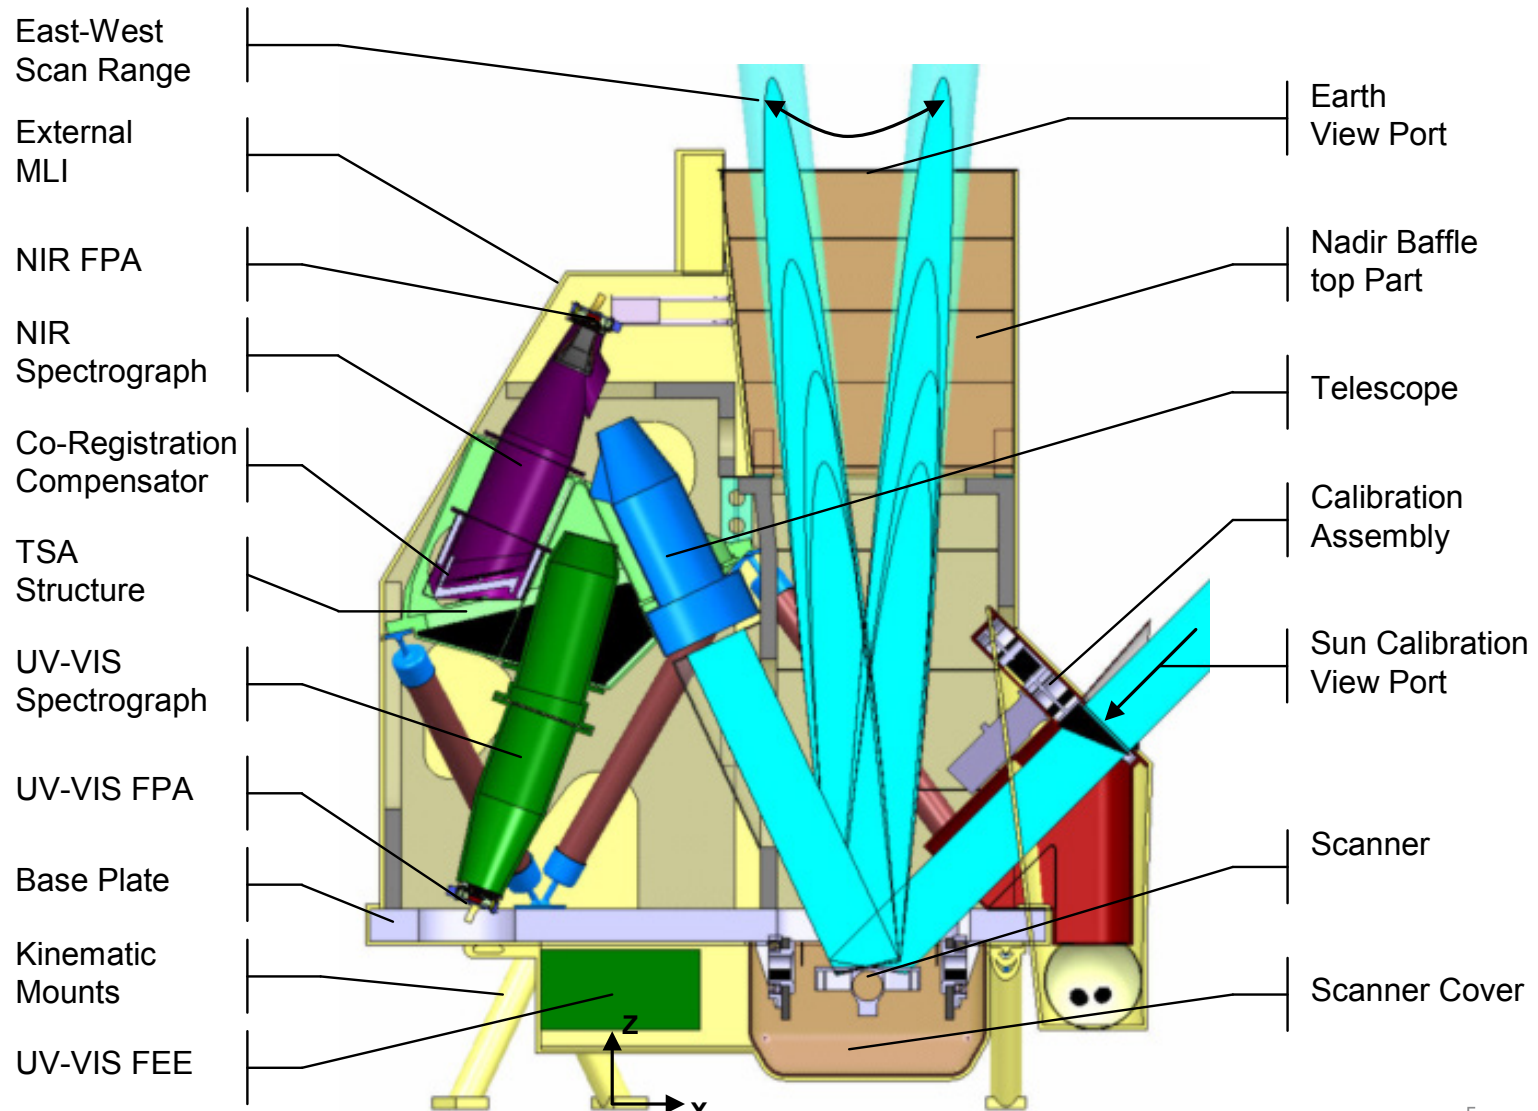 East-West
Scan Range
External
MLI
NIR FPA
NIR
Spectrograph
Co-Registration
Compensator
TSA
Structure
UV-VIS
Spectrograph
UV-VIS FPA
Base Plate
Kinematic
Mounts
UV-VIS FEE
Earth
View Port
Nadir Baffle
top Part
Telescope
Calibration
Assembly
Sun Calibration
View Port
Scanner
Scanner Cover
Z
X